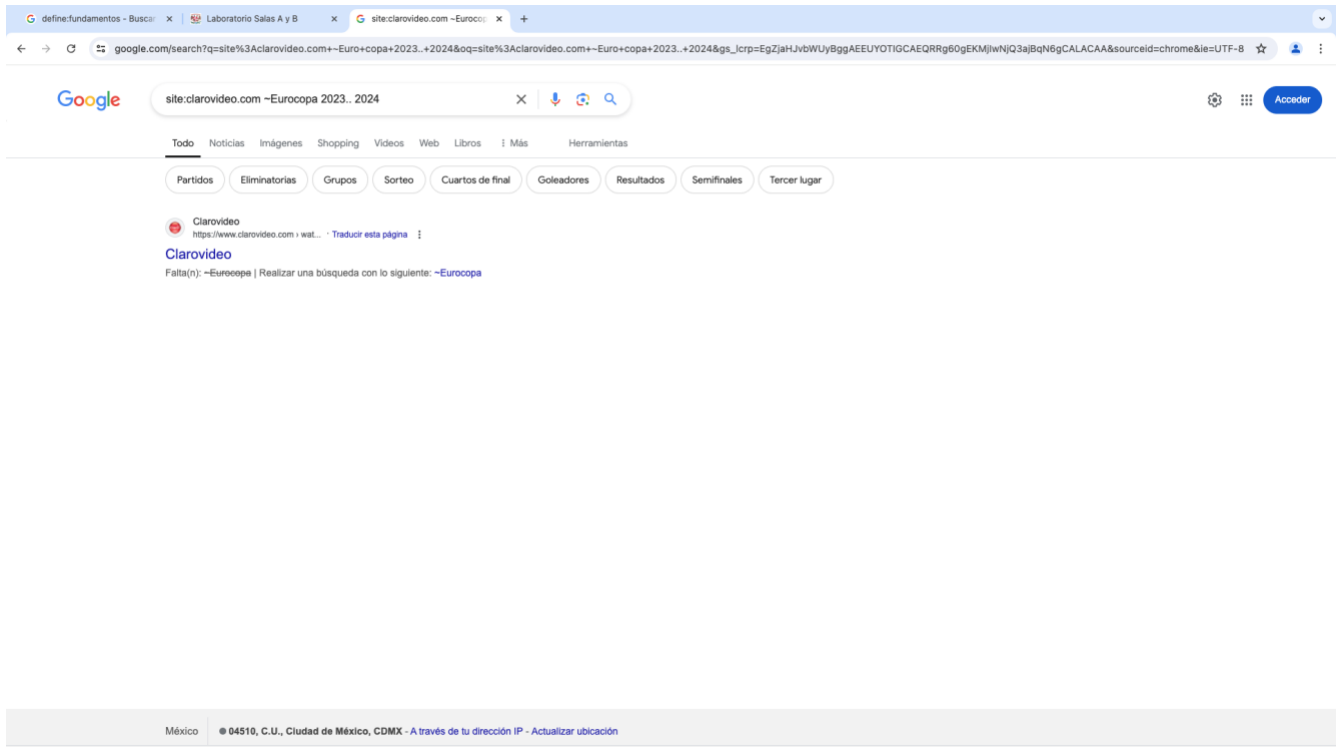 define:fundamentos - Buscar
Laboratorio Salas A y B
site:clarovideo.com ~Eurocop
google.com/search?q=site%3Aclarovideo.com+~Euro+copa+2023..+2024&oq=site%3Aclarovideo.com+~Euro+copa+2023..+2024&gs_lcrp=EgZjaHJvbWUyBggAEEUYOTIGCAEQRRg60gEKMjIwNjQ3ajBqN6gCALACAA&sourceid=chrome&ie=UTF-8
Google
site:clarovideo.com ~Eurocopa 2023.. 2024
Acceder
Todo Noticias Imágenes Shopping Videos Web Libros Más Herramientas
Partidos Eliminatorias Grupos Sorteo Cuartos de final Goleadores Resultados Semifinales Tercer lugar
Clarovideo
https://www.clarovideo.com › wat... · Traducir esta página
Clarovideo
Falta(n): ~Eurocopa | Realizar una búsqueda con lo siguiente: ~Eurocopa
México 04510, C.U., Ciudad de México, CDMX - A través de tu dirección IP - Actualizar ubicación